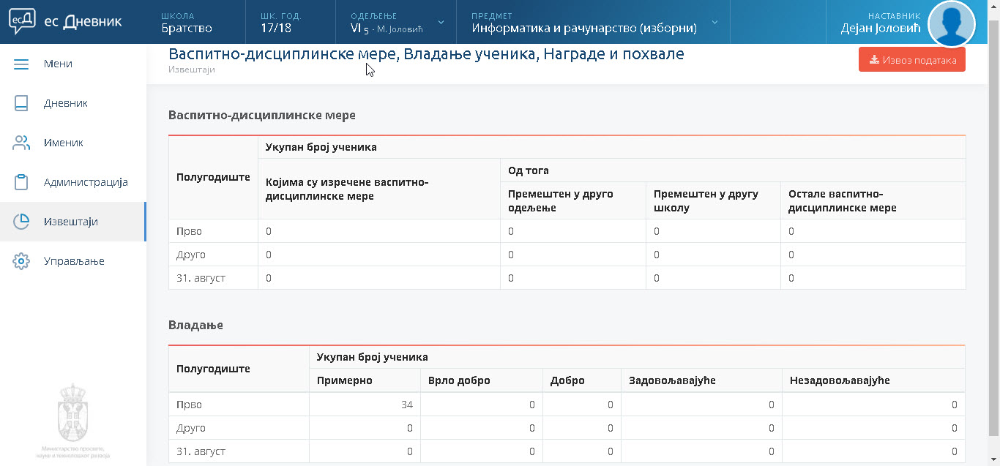 есД ес Дневник
ШКОЛА
Братство
ШК. ГОД.
17/18
ОДЕЉЕЊЕ
VI 5 - М. Јоловић
ПРЕДМЕТ
Информатика и рачунарство (изборни)
НАСТАВНИК
Дејан Јоловић
Мени
Дневник
Именик
Администрација
Извештаји
Управљање
Министарство просвете,
науке и технолошког развоја
Васпитно-дисциплинске мере, Владање ученика, Награде и похвале
Извештаји
Извоз података
Васпитно-дисциплинске мере
Полугодиште
Укупан број ученика
Којима су изречене васпитно-
дисциплинске мере
Од тога
Премештен у друго
одељење
Премештен у другу
школу
Остале васпитно-
дисциплинске мере
Прво 0 0 0 0
Друго 0 0 0 0
31. август 0 0 0 0
Владање
Полугодиште
Укупан број ученика
Примерно Врло добро Добро Задовољавајуће Незадовољавајуће
Прво 34 0 0 0 0
Друго 0 0 0 0 0
31. август 0 0 0 0 0